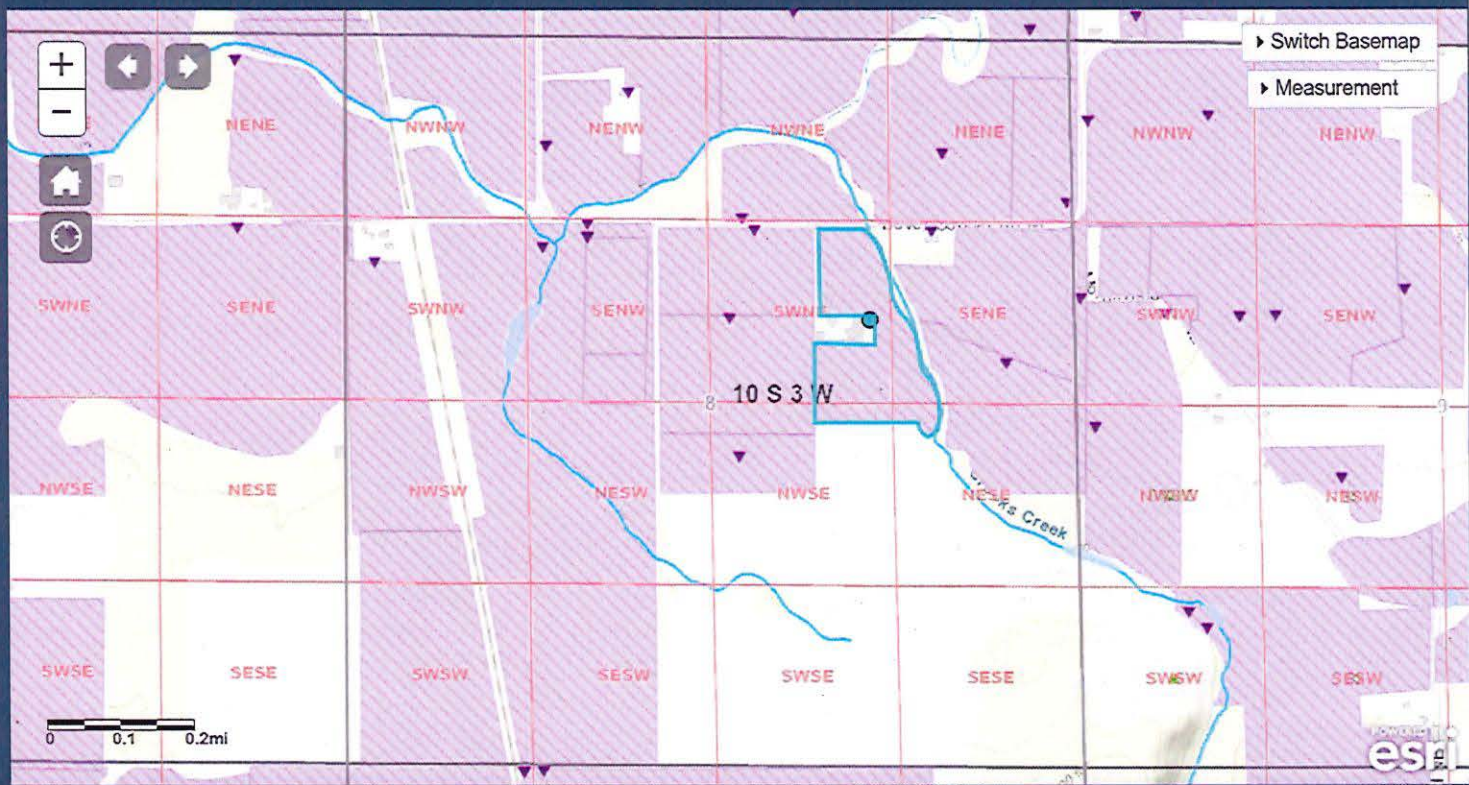 +
−
▸ Switch Basemap
▸ Measurement
NENE
NWNW
NENW
NWNE
NENE
NWNW
NENW
SWNE
SENE
SWNW
SENW
SWNE
SENE
SWNW
SENW
10 S 3 W
8
9
NWSE
NESE
NWSW
NESW
NWSE
NESE
NWSW
NESW
Creek
SWSE
SESE
SWSW
SESW
SWSE
SESE
SWSW
SESW
0 0.1 0.2mi
POWERED BY
esri